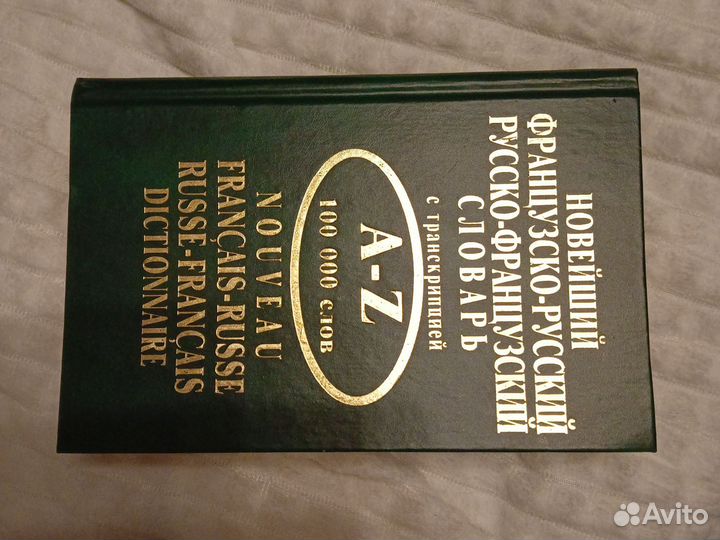 НОВЕЙШИЙ
ФРАНЦУЗСКО-РУССКИЙ
РУССКО-ФРАНЦУЗСКИЙ
СЛОВАРЬ
с транскрипцией
A-Z
100 000 слов
NOUVEAU
FRANÇAIS-RUSSE
RUSSE-FRANÇAIS
DICTIONNAIRE
Avito